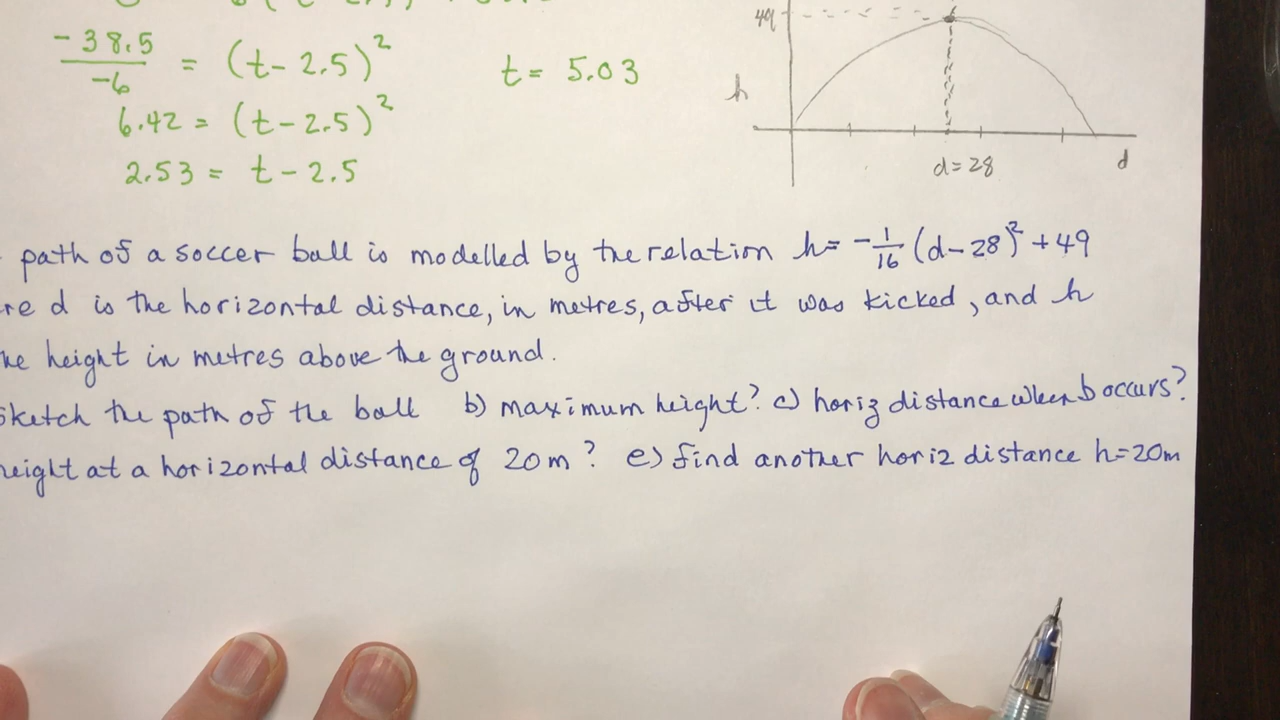 -38.5
-6
= (t-2.5)²
t = 5.03
6.42 = (t-2.5)²
2.53 = t-2.5
49
h
d=28
d
path of a soccer ball is modelled by the relation h= -1/16 (d-28)² +49
re d is the horizontal distance, in metres, after it was kicked, and h
he height in metres above the ground.
sketch the path of the ball b) maximum height? c) horiz distance when b occurs?
height at a horizontal distance of 20m? e) find another horiz distance h=20m